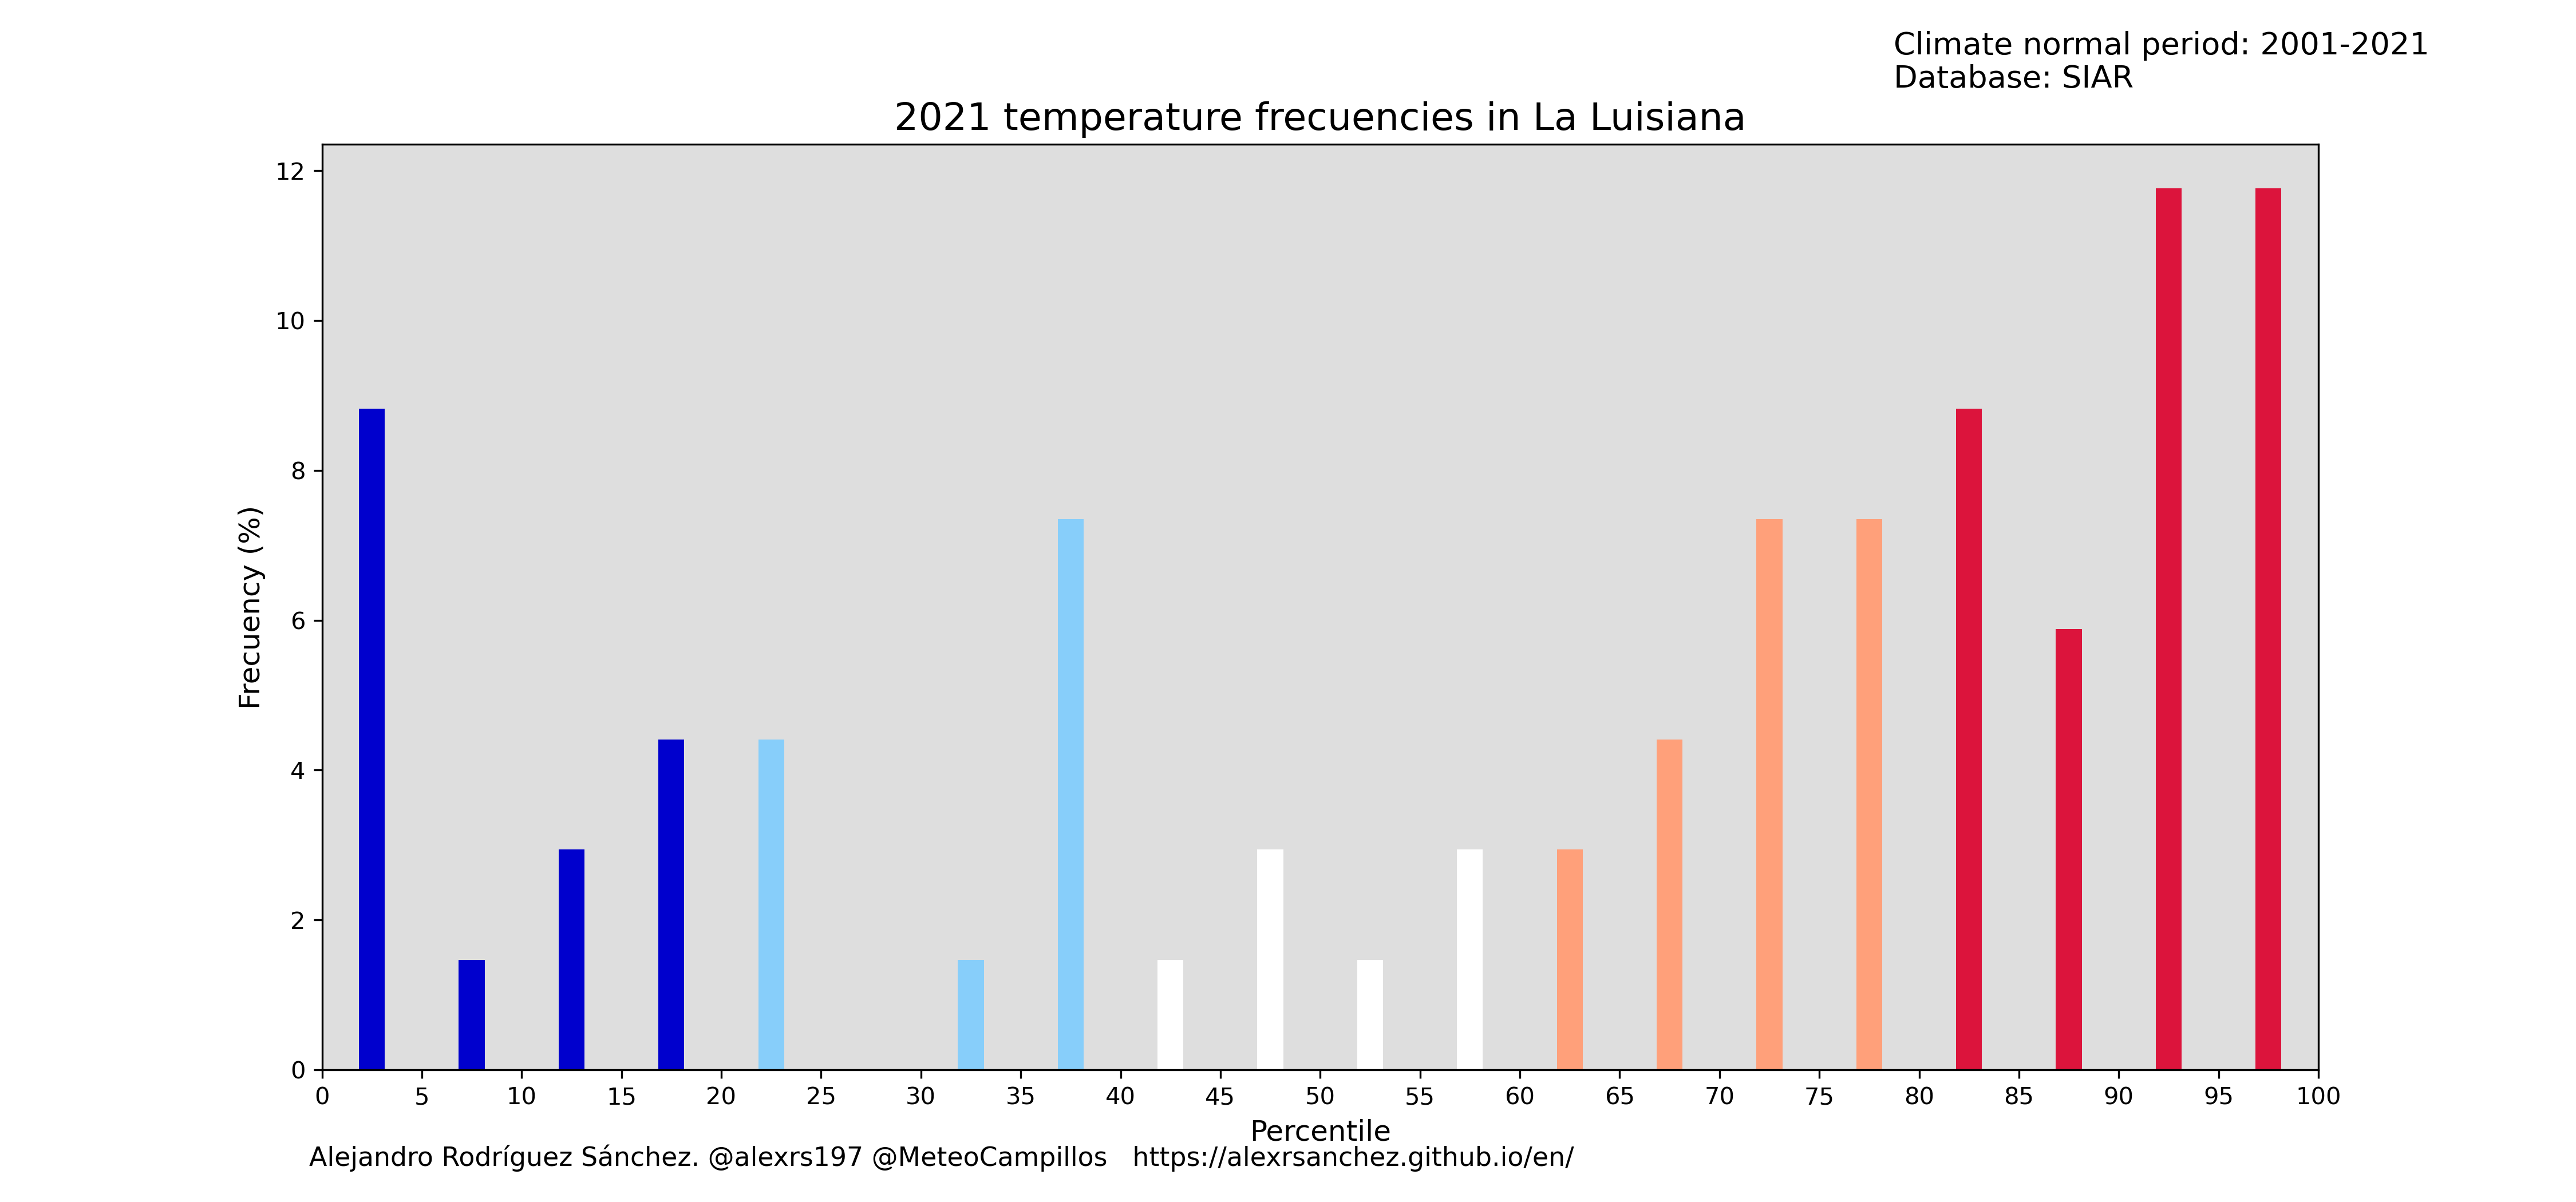 Climate normal period: 2001-2021
Database: SIAR
2021 temperature frecuencies in La Luisiana
12
10
8
6
4
2
0
Frecuency (%)
0 5 10 15 20 25 30 35 40 45 50 55 60 65 70 75 80 85 90 95 100
Percentile
Alejandro Rodríguez Sánchez. @alexrs197 @MeteoCampillos https://alexrsanchez.github.io/en/